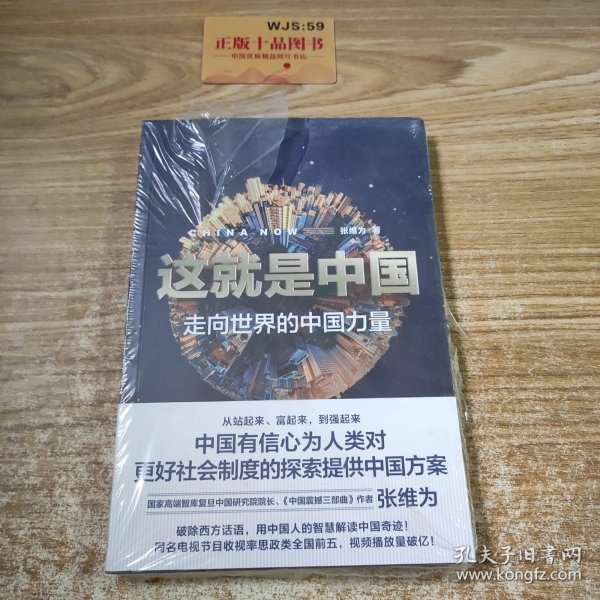 WJS:59
正版十品图书
中国优质精品网红书店
CHINA NOW
张维为 著
这就是中国
走向世界的中国力量
从站起来、富起来,到强起来
中国有信心为人类对
更好社会制度的探索提供中国方案
国家高端智库复旦中国研究院院长、《中国震撼三部曲》作者 张维为
破除西方话语,用中国人的智慧解读中国奇迹!
同名电视节目收视率思政类全国前五,视频播放量破亿!
孔夫子旧书网
www.kongfz.com